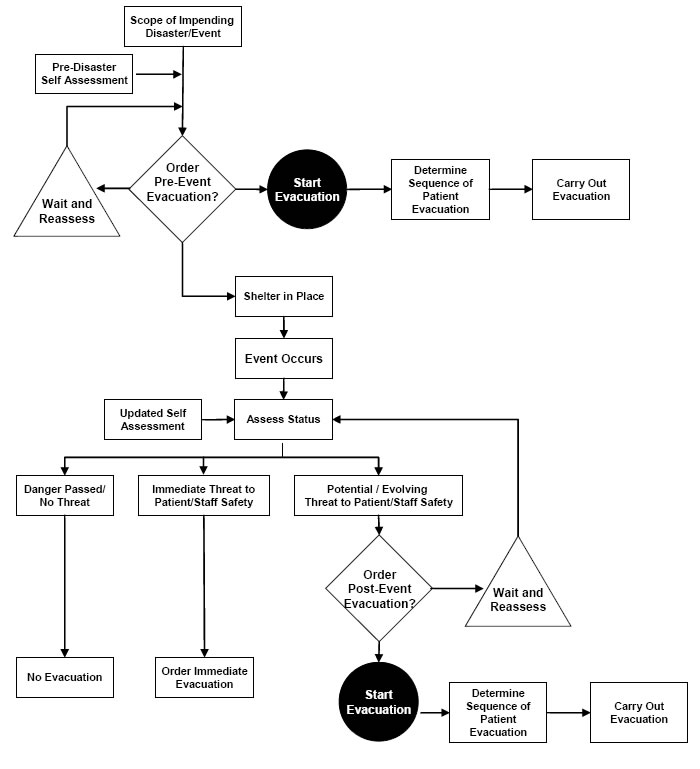 Scope of Impending
Disaster/Event
Pre-Disaster
Self Assessment
Order
Pre-Event
Evacuation?
Wait and
Reassess
Start
Evacuation
Determine
Sequence of
Patient
Evacuation
Carry Out
Evacuation
Shelter in Place
Event Occurs
Updated Self
Assessment
Assess Status
Danger Passed/
No Threat
Immediate Threat to
Patient/Staff Safety
Potential / Evolving
Threat to Patient/Staff Safety
Order
Post-Event
Evacuation?
Wait and
Reassess
No Evacuation
Order Immediate
Evacuation
Start
Evacuation
Determine
Sequence of
Patient
Evacuation
Carry Out
Evacuation